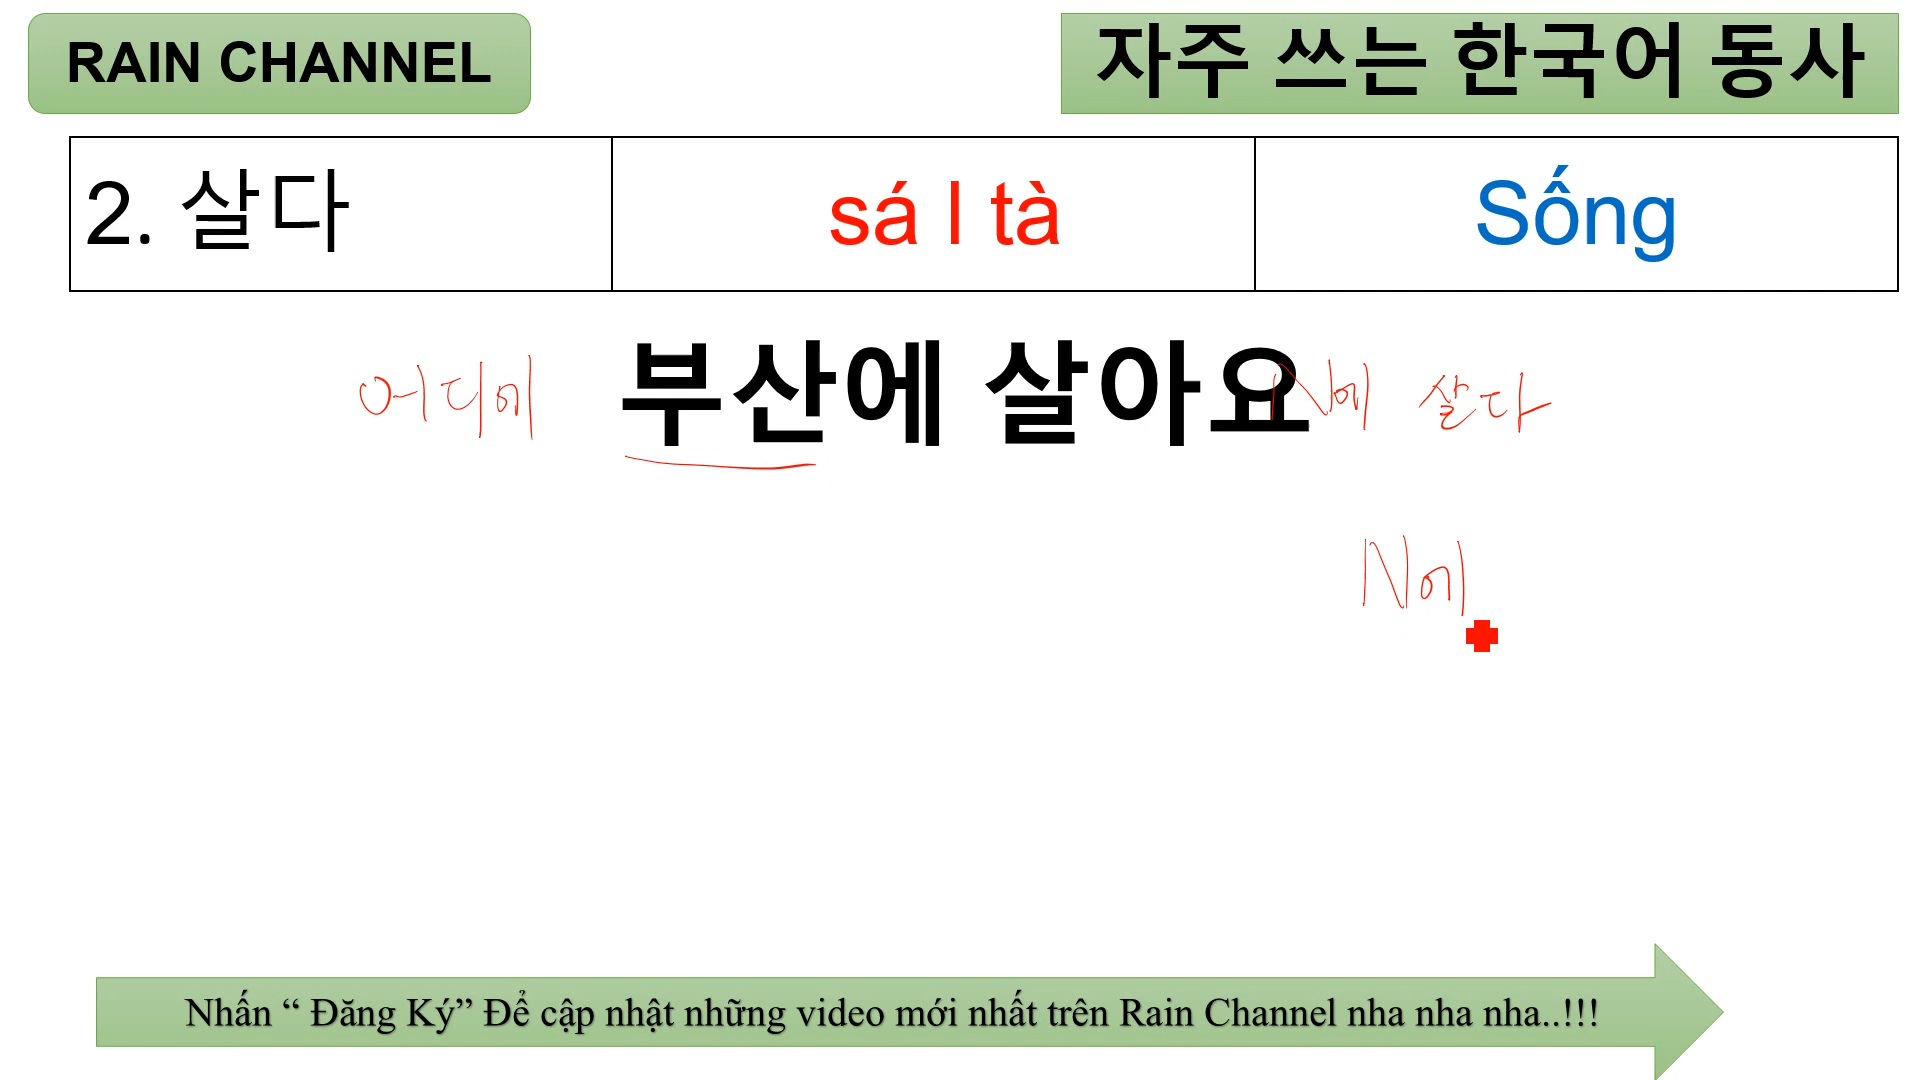 RAIN CHANNEL
자주 쓰는 한국어 동사
2. 살다
sá l tà
Sống
어디에
부산에 살아요
N에 살다
N에
Nhấn “ Đăng Ký” Để cập nhật những video mới nhất trên Rain Channel nha nha nha..!!!